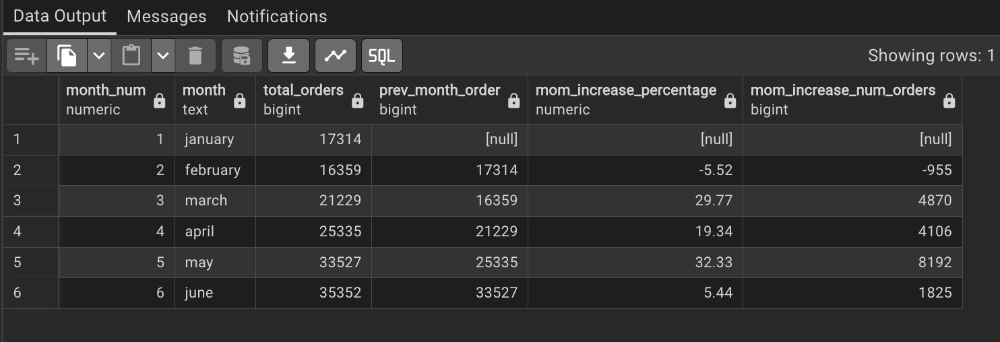 Data Output Messages Notifications
SQL Showing rows: 1
month_num month total_orders prev_month_order mom_increase_percentage mom_increase_num_orders
numeric text bigint bigint numeric bigint
1 1 january 17314 [null] [null] [null]
2 2 february 16359 17314 -5.52 -955
3 3 march 21229 16359 29.77 4870
4 4 april 25335 21229 19.34 4106
5 5 may 33527 25335 32.33 8192
6 6 june 35352 33527 5.44 1825